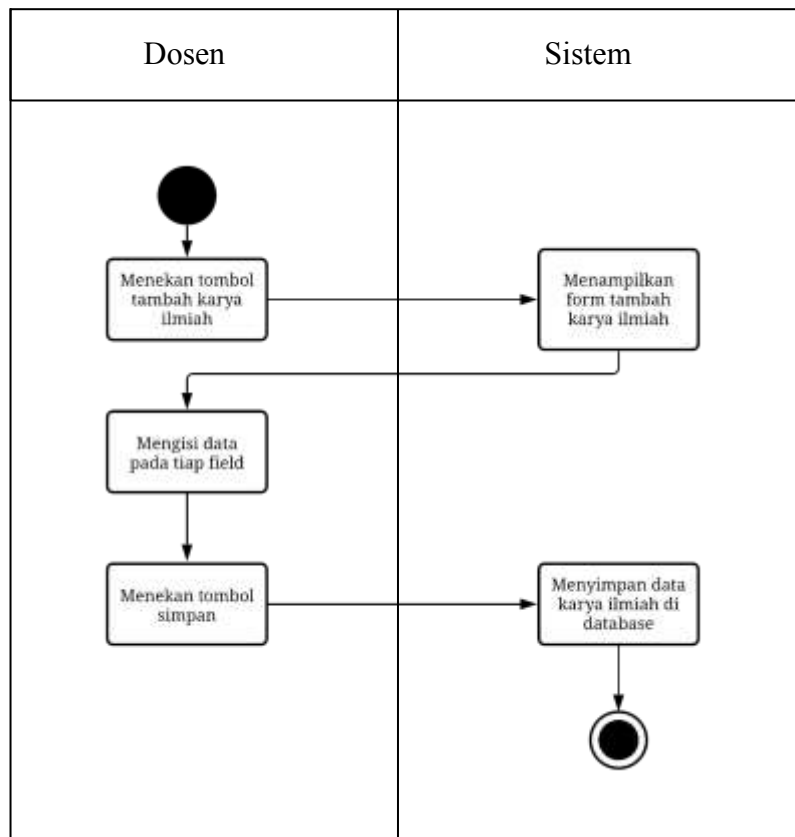 Dosen
Sistem
Menekan tombol
tambah karya
ilmiah
Menampilkan
form tambah
karya ilmiah
Mengisi data
pada tiap field
Menekan tombol
simpan
Menyimpan data
karya ilmiah di
database